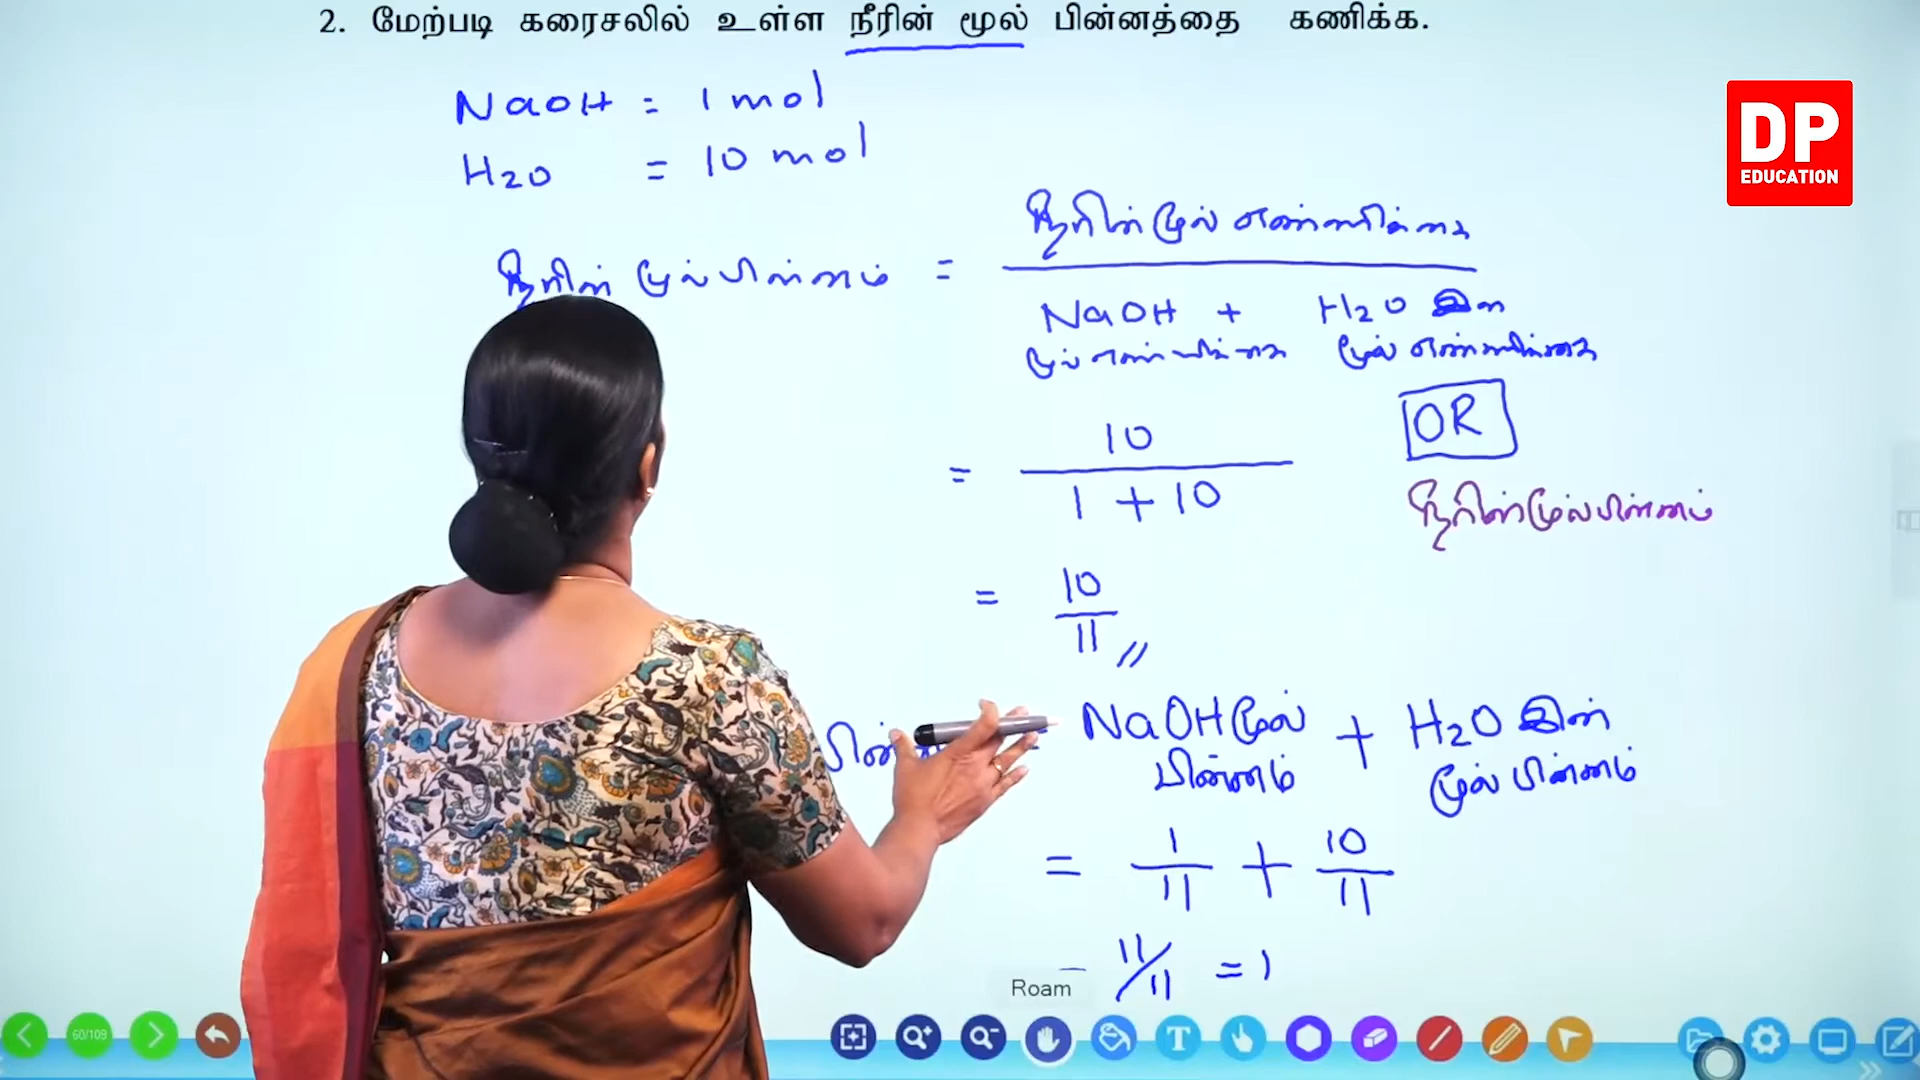 2. மேற்படி கரைசலில் உள்ள நீரின் மூல் பின்னத்தை கணிக்க.
NaOH = 1 mol
H2O = 10 mol
DP
EDUCATION
நீரின் மூல் எண்ணிக்கை
நீரின் மூல் பின்னம் =
NaOH + H2O இன்
மூல் எண்ணிக்கை மூல் எண்ணிக்கை
OR
10
=
1 + 10
நீரின் மூல் பின்னம்
10
=
11
NaOH மூல் + H2O இன்
பின்னம் மூல் பின்னம்
= 1/11 + 10/11
11/11 = 1
Roam
60/109
T